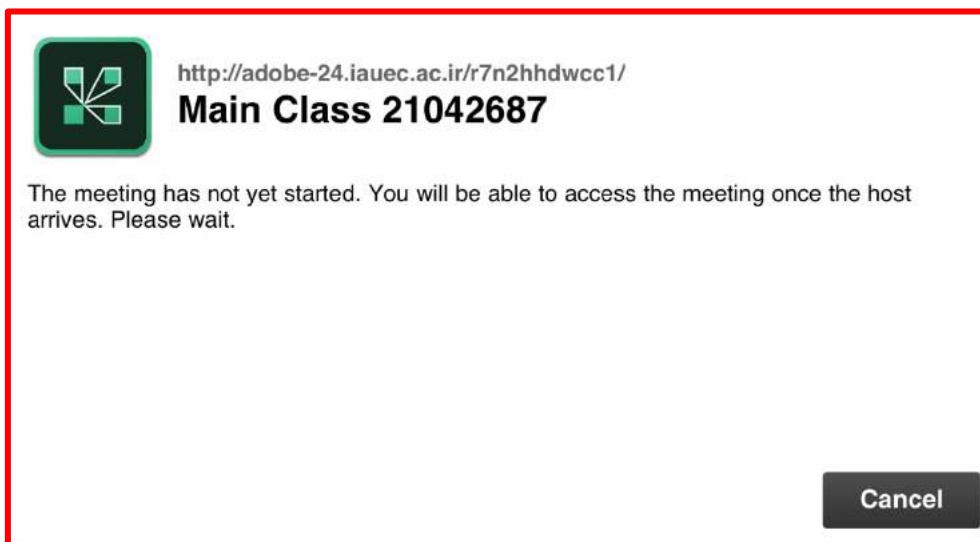 http://adobe-24.iauec.ac.ir/r7n2hhdwcc1/
Main Class 21042687
The meeting has not yet started. You will be able to access the meeting once the host
arrives. Please wait.
Cancel